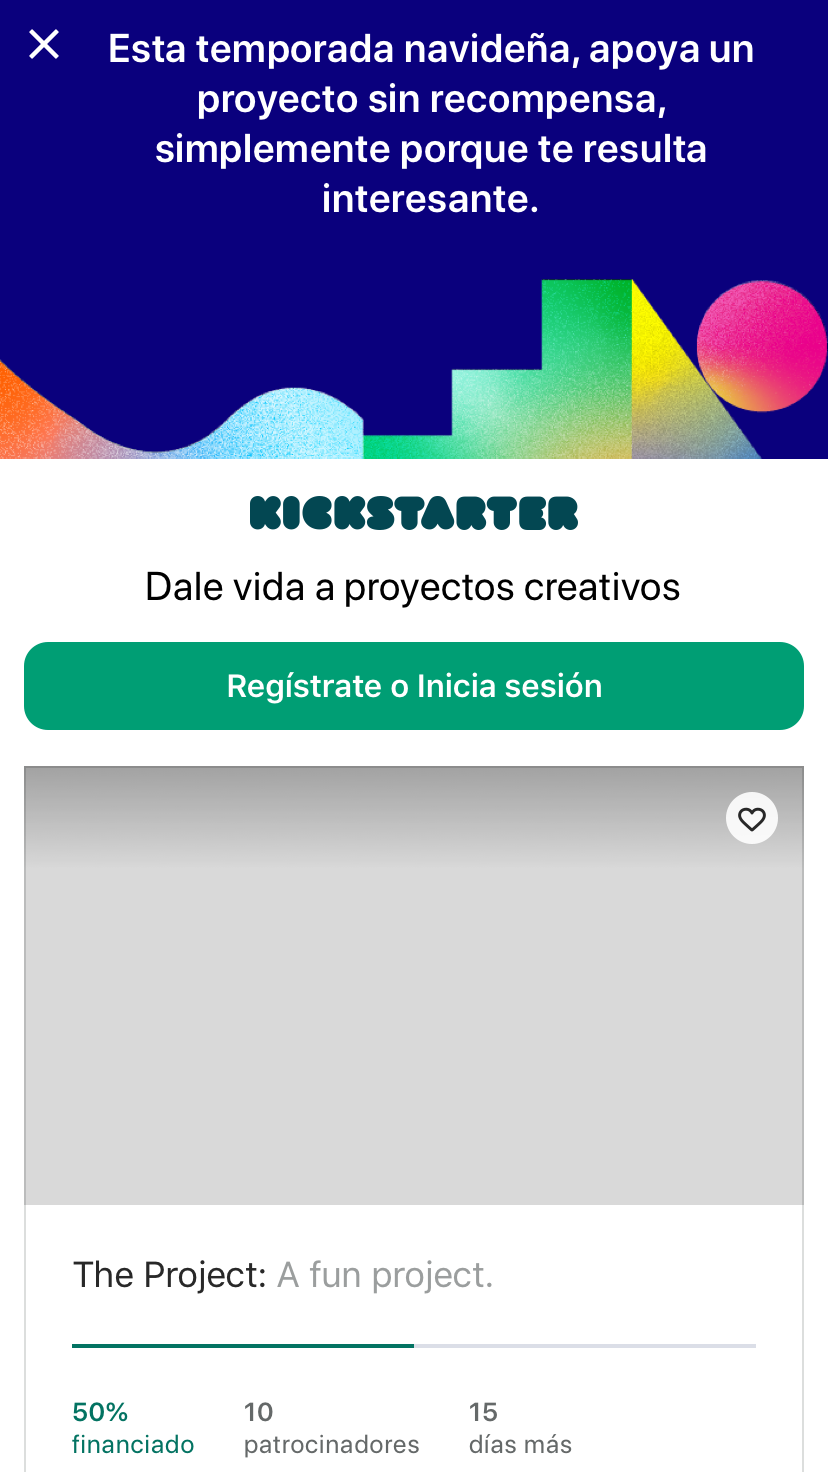 Esta temporada navideña, apoya un
proyecto sin recompensa,
simplemente porque te resulta
interesante.
KICKSTARTER
Dale vida a proyectos creativos
Regístrate o Inicia sesión
The Project: A fun project.
50%
financiado
10
patrocinadores
15
días más